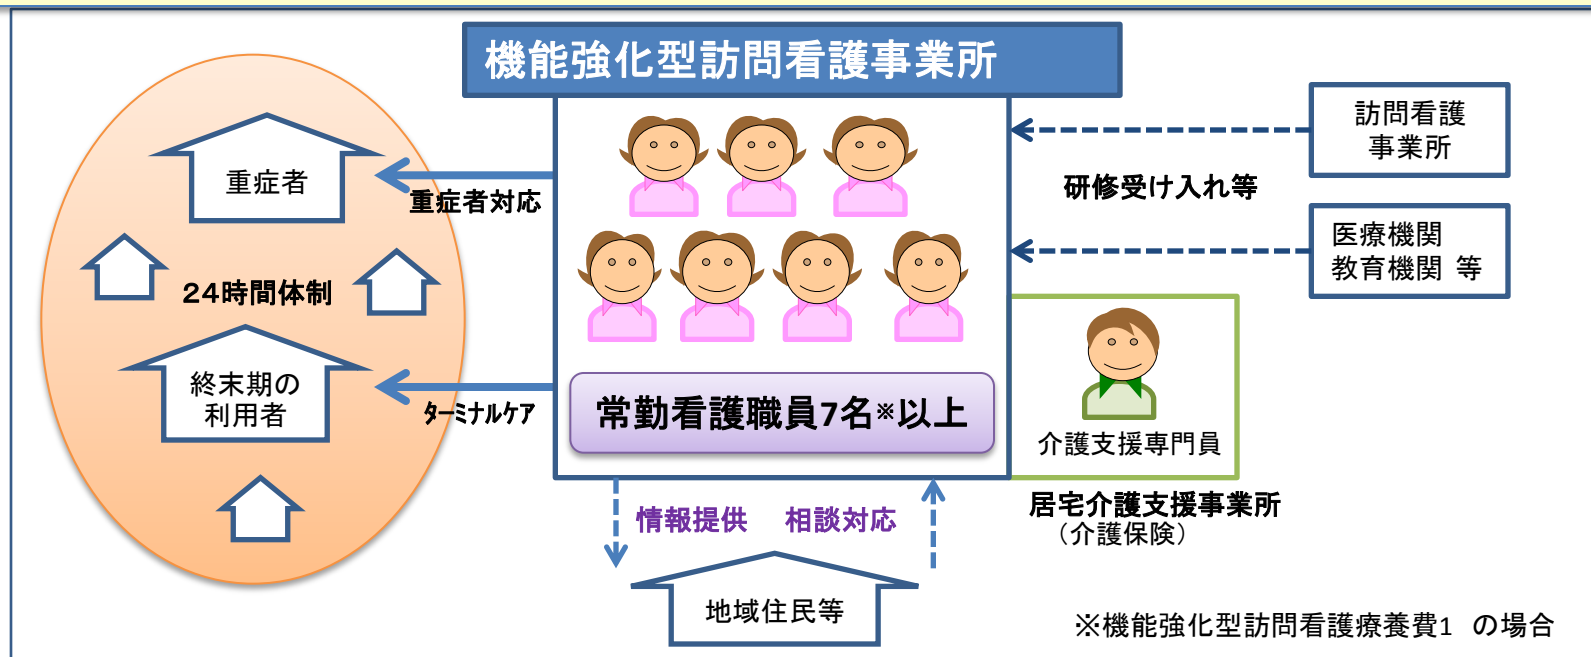 機能強化型訪問看護事業所
重症者
重症者対応
24時間体制
終末期の
利用者
ターミナルケア
常勤看護職員7名※以上
訪問看護
事業所
研修受け入れ等
医療機関
教育機関 等
介護支援専門員
居宅介護支援事業所
（介護保険）
情報提供 相談対応
地域住民等
※機能強化型訪問看護療養費1 の場合